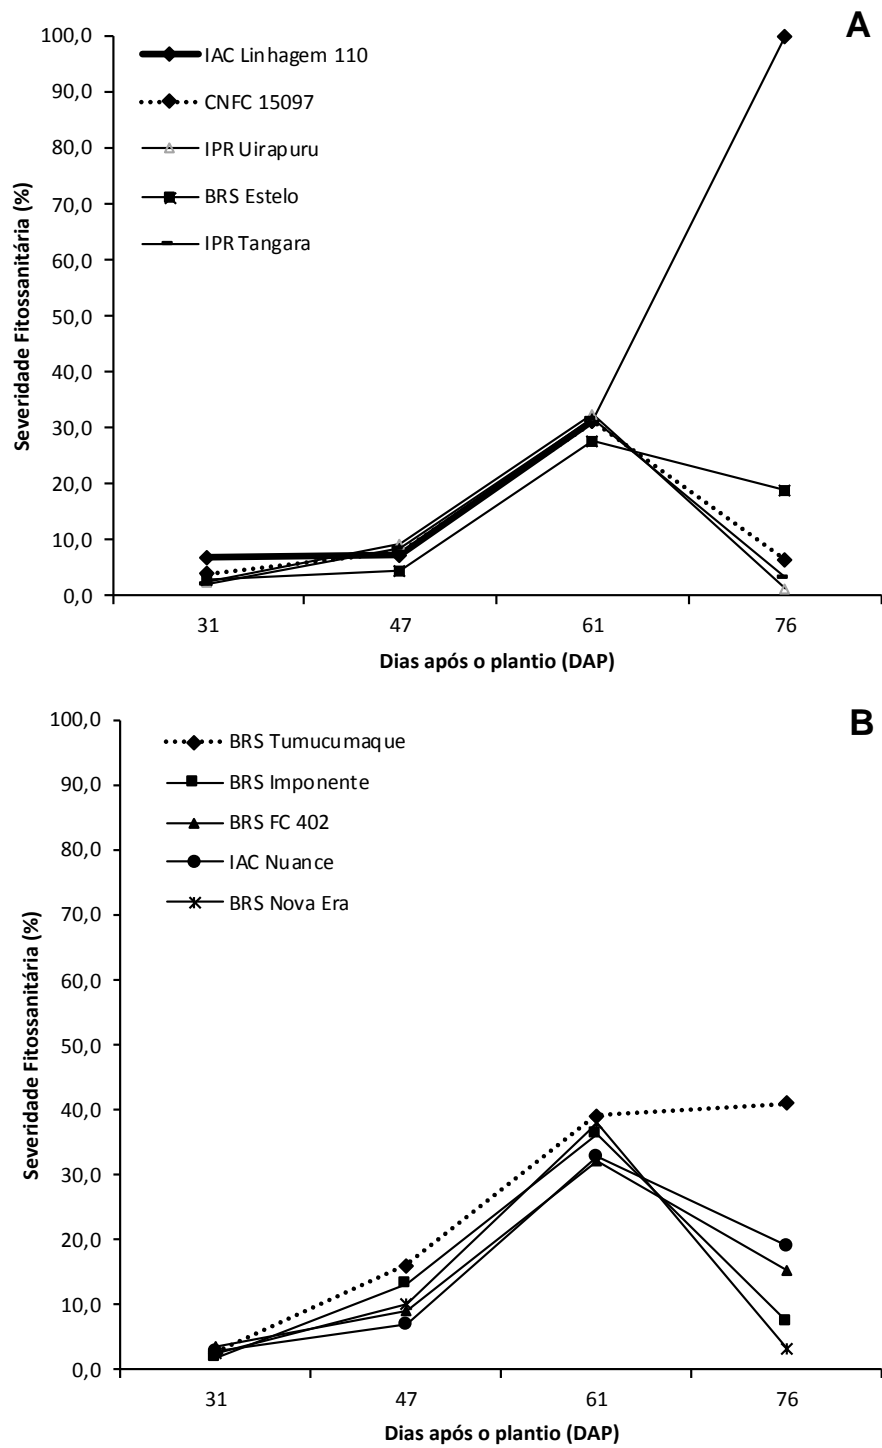 A
100,0
90,0
80,0
70,0
60,0
50,0
40,0
30,0
20,0
10,0
0,0
Severidade Fitossanitária (%)
IAC Linhagem 110
CNFC 15097
IPR Uirapuru
BRS Estelo
IPR Tangara
31 47 61 76
Dias após o plantio (DAP)
B
100,0
90,0
80,0
70,0
60,0
50,0
40,0
30,0
20,0
10,0
0,0
Severidade Fitossanitária (%)
BRS Tumucumaque
BRS Imponente
BRS FC 402
IAC Nuance
BRS Nova Era
31 47 61 76
Dias após o plantio (DAP)